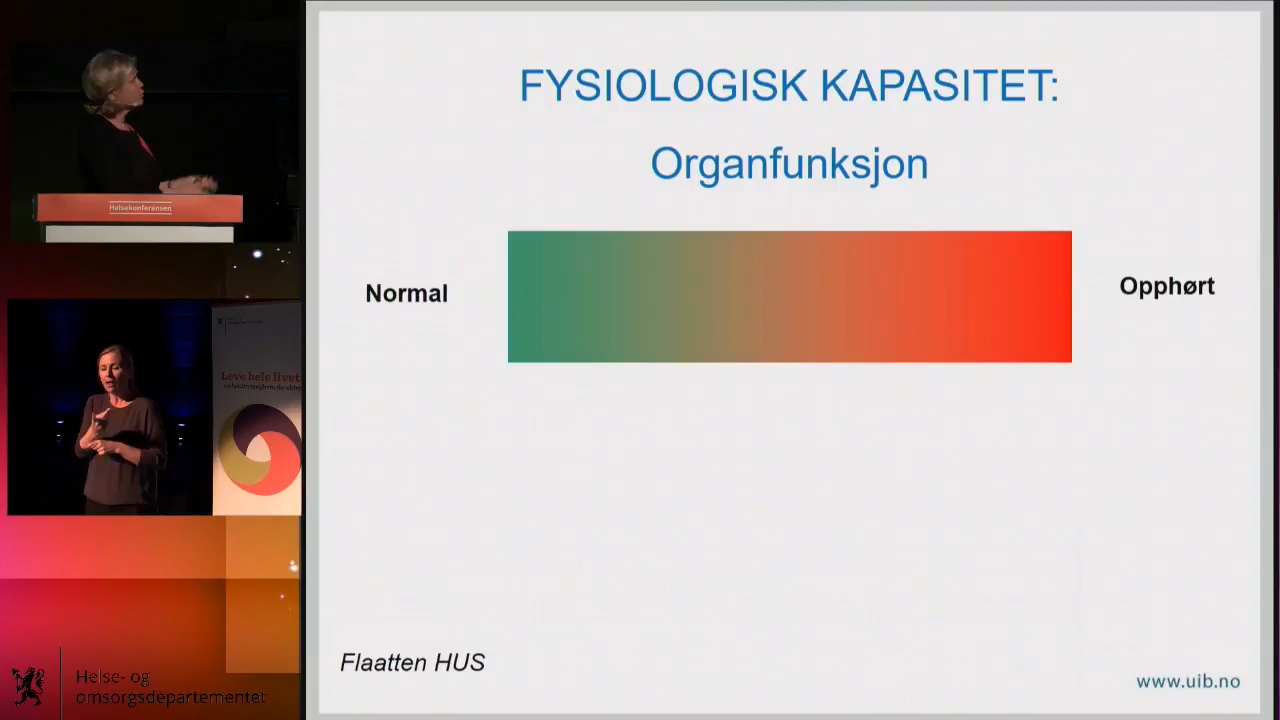 FYSIOLOGISK KAPASITET:
Organfunksjon
Normal
Opphørt
Flaatten HUS
www.uib.no
Helsekonferansen
Leve hele livet
Helse- og
omsorgsdepartementet